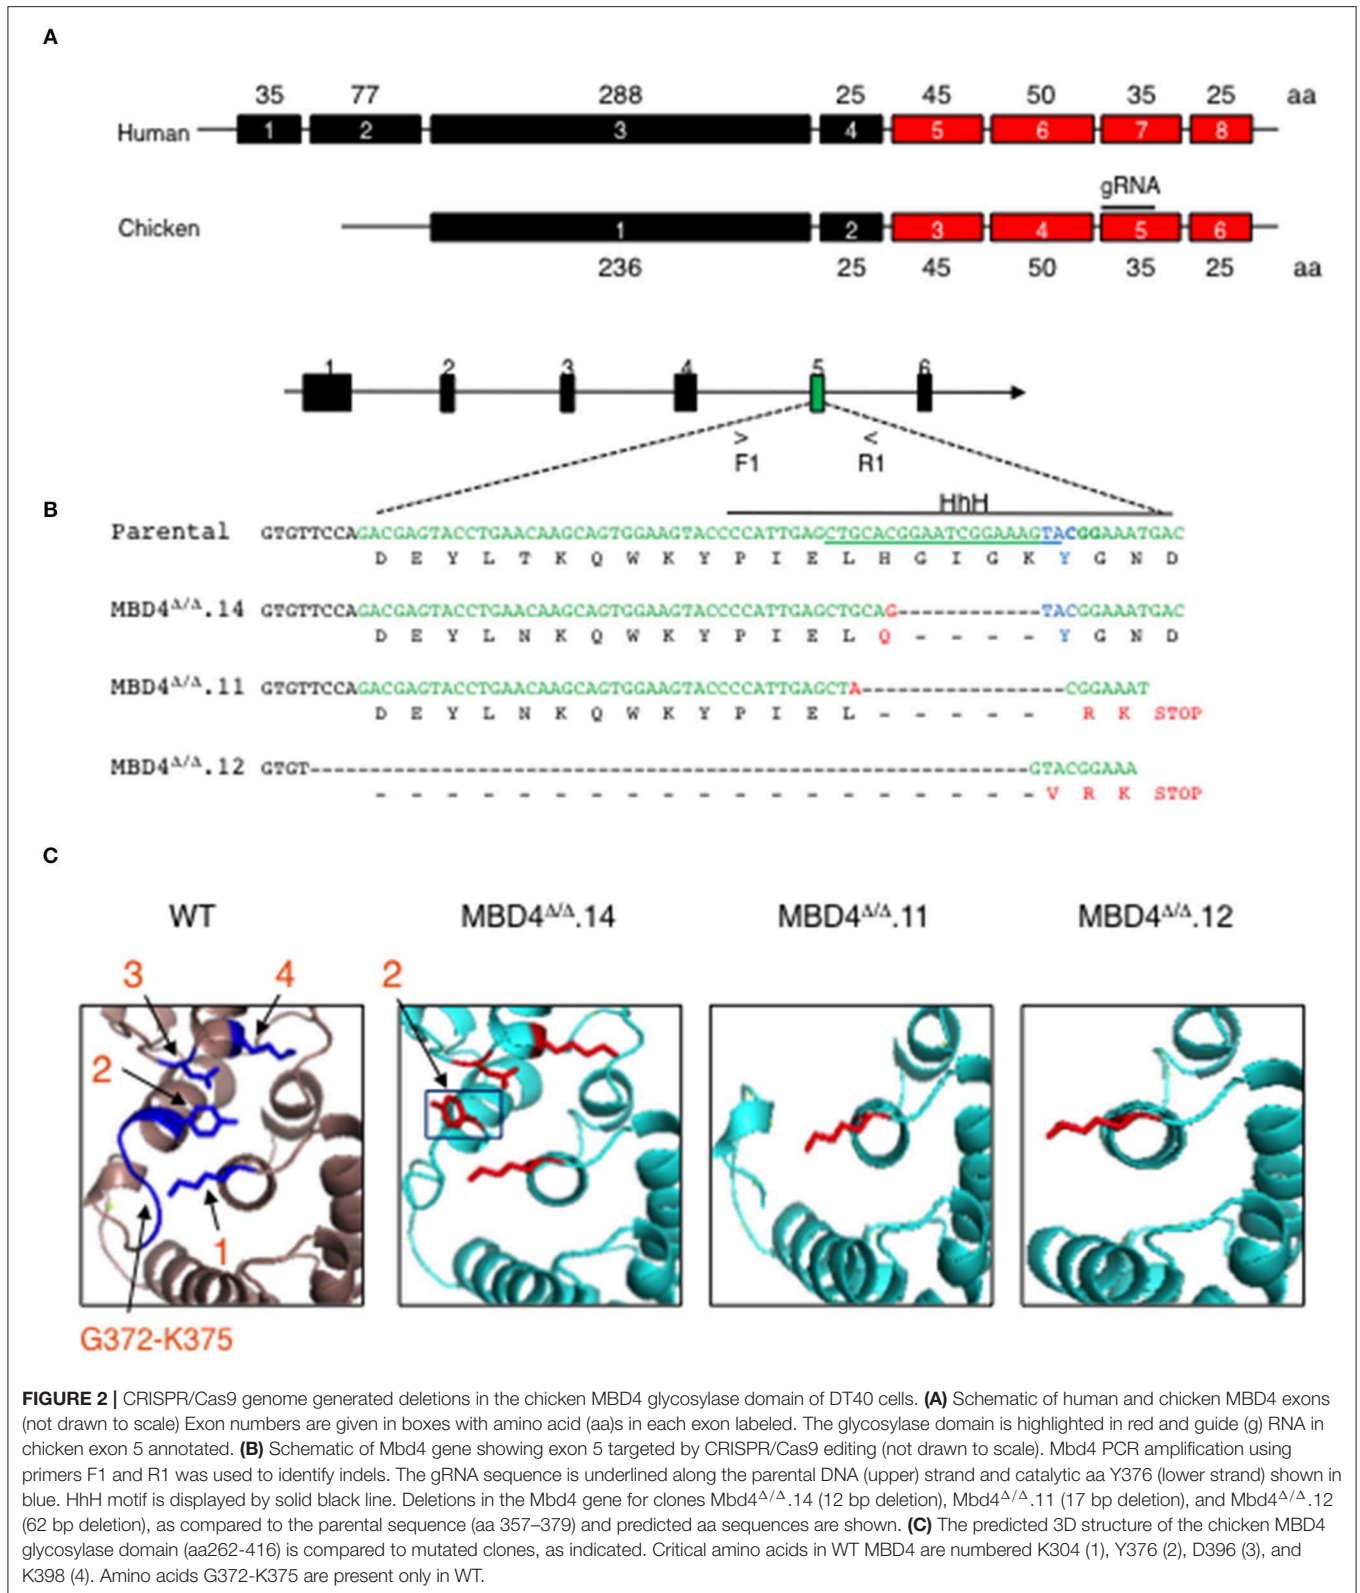 A
35 77 288 25 45 50 35 25 aa
Human 1 2 3 4 5 6 7 8
gRNA
Chicken 1 2 3 4 5 6
236 25 45 50 35 25 aa
1 2 3 4 5 6
> <
F1 R1
B
HhH
Parental GTGTTCCAGACGAGTACCTGAACAAGCAGTGGAAGTACCCCATTGAGCTGCACGGAATCGGAAAGTACGGAAATGAC
D E Y L T K Q W K Y P I E L H G I G K Y G N D
MBD4Δ/Δ.14 GTGTTCCAGACGAGTACCTGAACAAGCAGTGGAAGTACCCCATTGAGCTGCAG------------TACGGAAATGAC
D E Y L N K Q W K Y P I E L Q - - - - Y G N D
MBD4Δ/Δ.11 GTGTTCCAGACGAGTACCTGAACAAGCAGTGGAAGTACCCCATTGAGCTA-----------------CGGAAAT
D E Y L N K Q W K Y P I E L - - - - - R K STOP
MBD4Δ/Δ.12 GTGT------------------------------------------------------------GTACGGAAA
- - - - - - - - - - - - - - - - - - - V R K STOP
C
WT MBD4Δ/Δ.14 MBD4Δ/Δ.11 MBD4Δ/Δ.12
3 4 2
2
1
G372-K375
FIGURE 2 | CRISPR/Cas9 genome generated deletions in the chicken MBD4 glycosylase domain of DT40 cells. (A) Schematic of human and chicken MBD4 exons
(not drawn to scale) Exon numbers are given in boxes with amino acid (aa)s in each exon labeled. The glycosylase domain is highlighted in red and guide (g) RNA in
chicken exon 5 annotated. (B) Schematic of Mbd4 gene showing exon 5 targeted by CRISPR/Cas9 editing (not drawn to scale). Mbd4 PCR amplification using
primers F1 and R1 was used to identify indels. The gRNA sequence is underlined along the parental DNA (upper) strand and catalytic aa Y376 (lower strand) shown in
blue. HhH motif is displayed by solid black line. Deletions in the Mbd4 gene for clones Mbd4Δ/Δ.14 (12 bp deletion), Mbd4Δ/Δ.11 (17 bp deletion), and Mbd4Δ/Δ.12
(62 bp deletion), as compared to the parental sequence (aa 357–379) and predicted aa sequences are shown. (C) The predicted 3D structure of the chicken MBD4
glycosylase domain (aa262-416) is compared to mutated clones, as indicated. Critical amino acids in WT MBD4 are numbered K304 (1), Y376 (2), D396 (3), and
K398 (4). Amino acids G372-K375 are present only in WT.